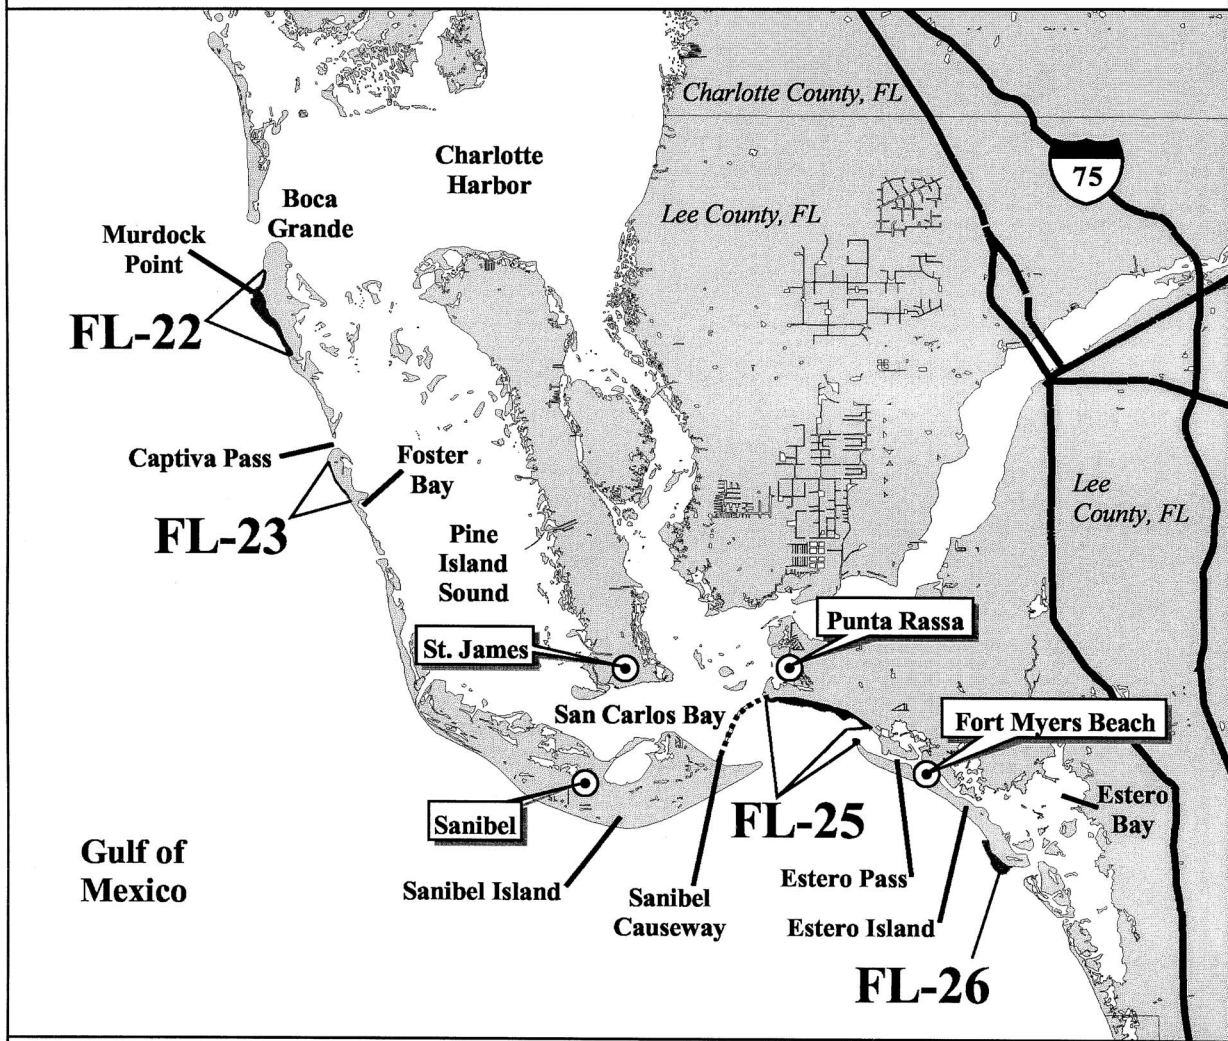 Charlotte County, FL
Charlotte
Harbor
75
Boca
Grande
Lee County, FL
Murdock
Point
FL-22
Captiva Pass
Foster
Bay
FL-23
Lee
County, FL
Pine
Island
Sound
Punta Rassa
St. James
San Carlos Bay
Fort Myers Beach
Sanibel
FL-25
Estero
Bay
Gulf of
Mexico
Sanibel Island
Sanibel
Causeway
Estero Pass
Estero Island
FL-26